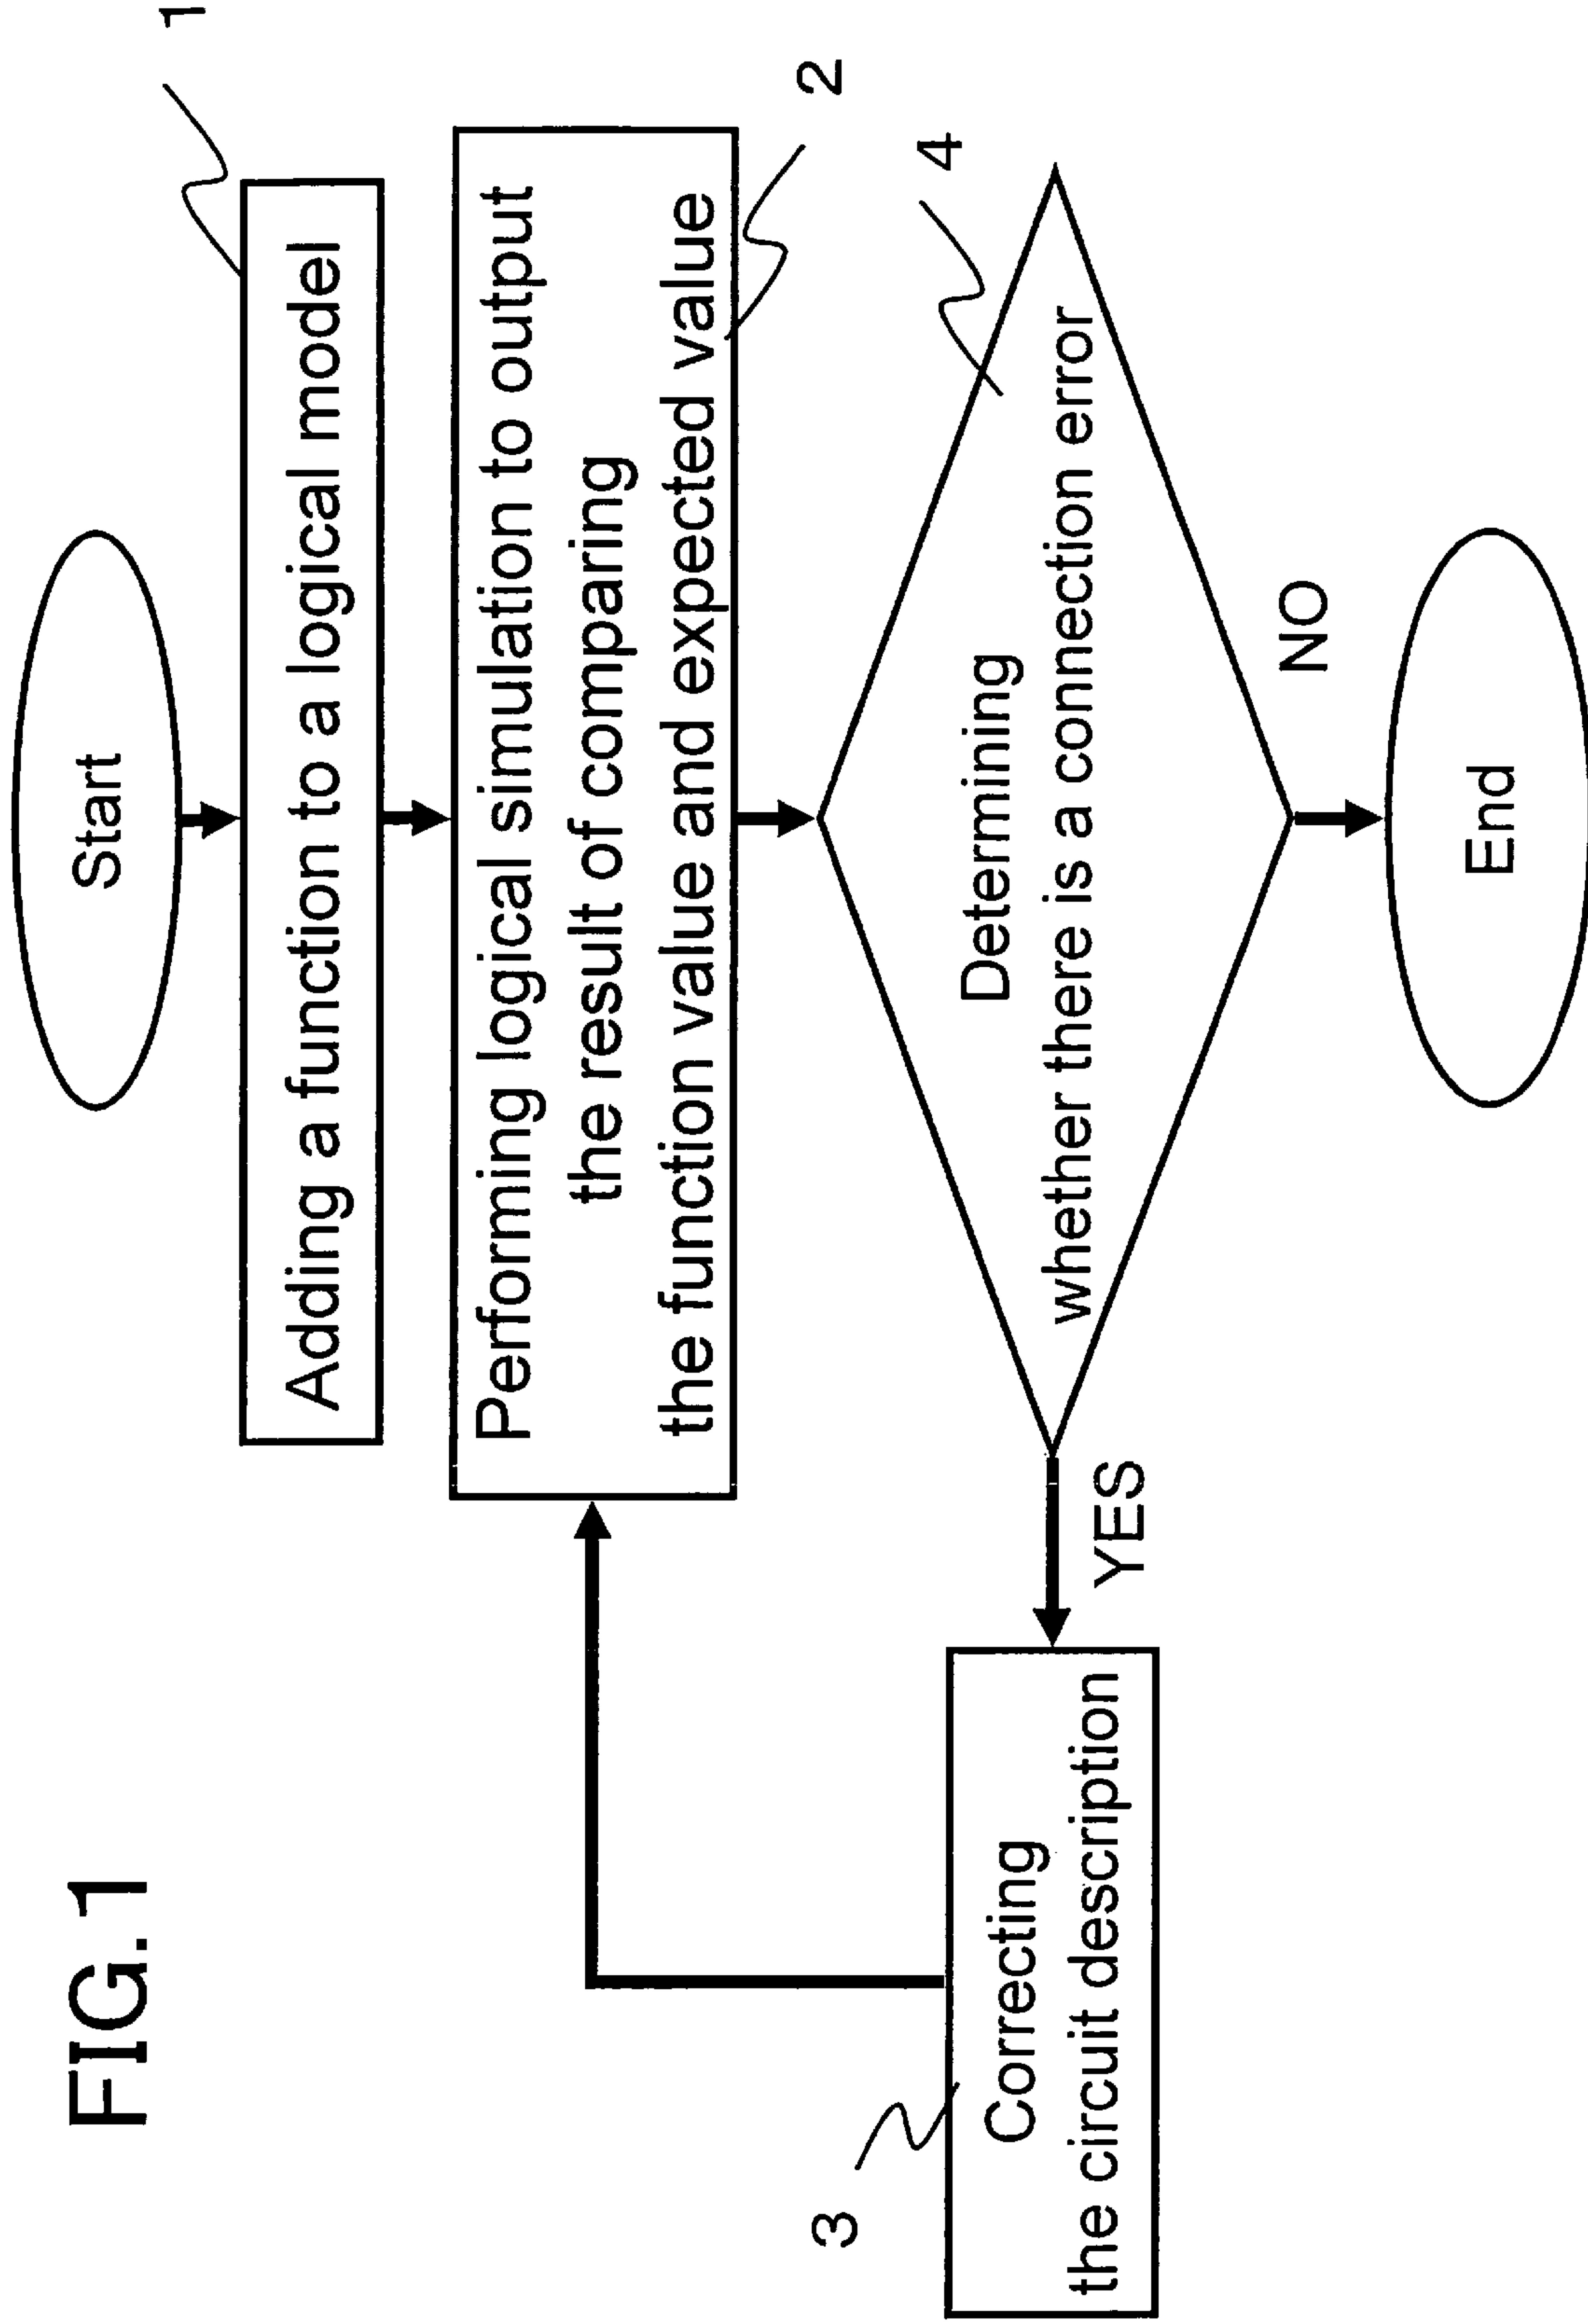 FIG.1
Start
1
Adding a function to a logical model
Performing logical simulation to output
the result of comparing
the function value and expected value
2
4
Determining
whether there is a connection error
YES
NO
3
Correcting
the circuit description
End